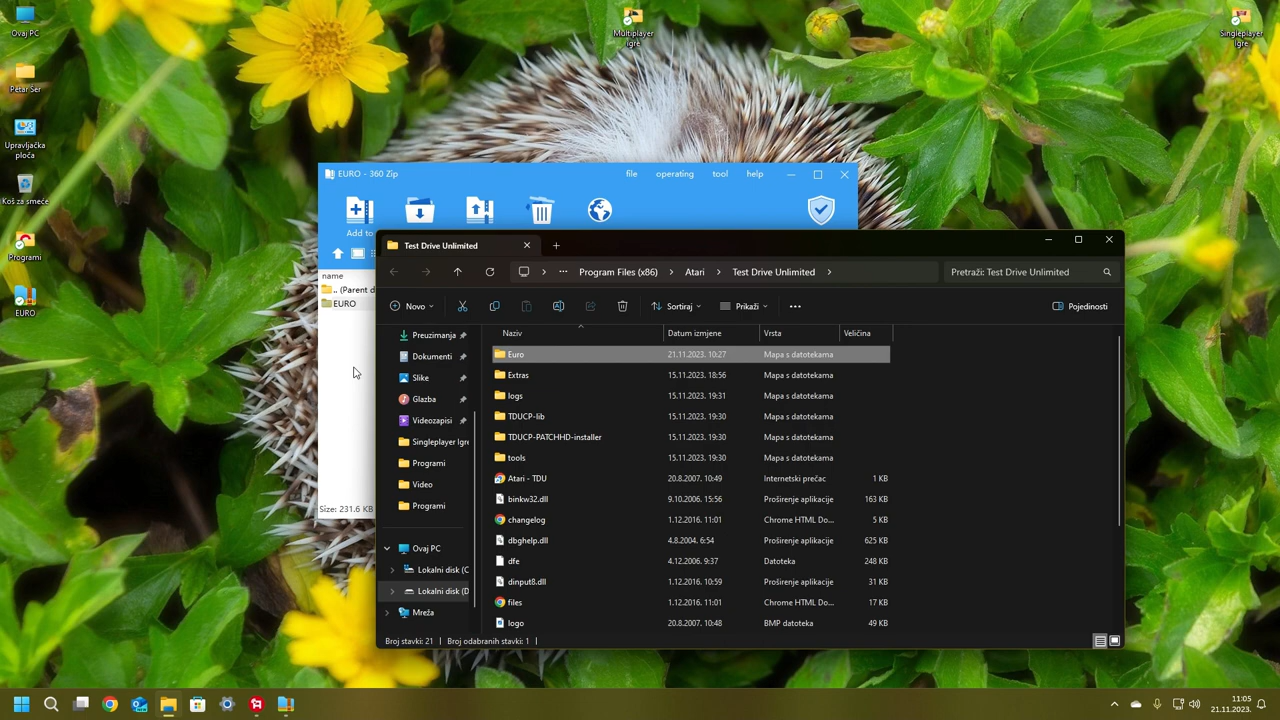 Ovaj PC
Petar Ser
Upravljačka
ploča
Koš za smeće
Programi
EURO
Multiplayer
igre
Singleplayer
igre
EURO - 360 Zip
file
operating
tool
help
Add to
name
.. (Parent d
EURO
Size: 231.6 KB
Test Drive Unlimited
Program Files (x86)
Atari
Test Drive Unlimited
Pretraži: Test Drive Unlimited
Novo
Sortiraj
Prikaži
Pojedinosti
Preuzimanja
Dokumenti
Slike
Glazba
Videozapisi
Singleplayer Igre
Programi
Video
Programi
Ovaj PC
Lokalni disk (C
Lokalni disk (D
Mreža
Naziv Datum izmjene Vrsta Veličina
Euro 21.11.2023. 10:27 Mapa s datotekama
Extras 15.11.2023. 18:56 Mapa s datotekama
logs 15.11.2023. 19:31 Mapa s datotekama
TDUCP-lib 15.11.2023. 19:30 Mapa s datotekama
TDUCP-PATCHHD-installer 15.11.2023. 19:30 Mapa s datotekama
tools 15.11.2023. 19:30 Mapa s datotekama
Atari - TDU 20.8.2007. 10:49 Internetski prečac 1 KB
binkw32.dll 9.10.2006. 15:56 Proširenje aplikacije 163 KB
changelog 1.12.2016. 11:01 Chrome HTML Do... 5 KB
dbghelp.dll 4.8.2004. 6:54 Proširenje aplikacije 625 KB
dfe 4.12.2006. 9:37 Datoteka 248 KB
dinput8.dll 1.12.2016. 10:59 Proširenje aplikacije 31 KB
files 1.12.2016. 11:01 Chrome HTML Do... 17 KB
logo 20.8.2007. 10:48 BMP datoteka 49 KB
Broj stavki: 21
Broj odabranih stavki: 1
11:05
21.11.2023.